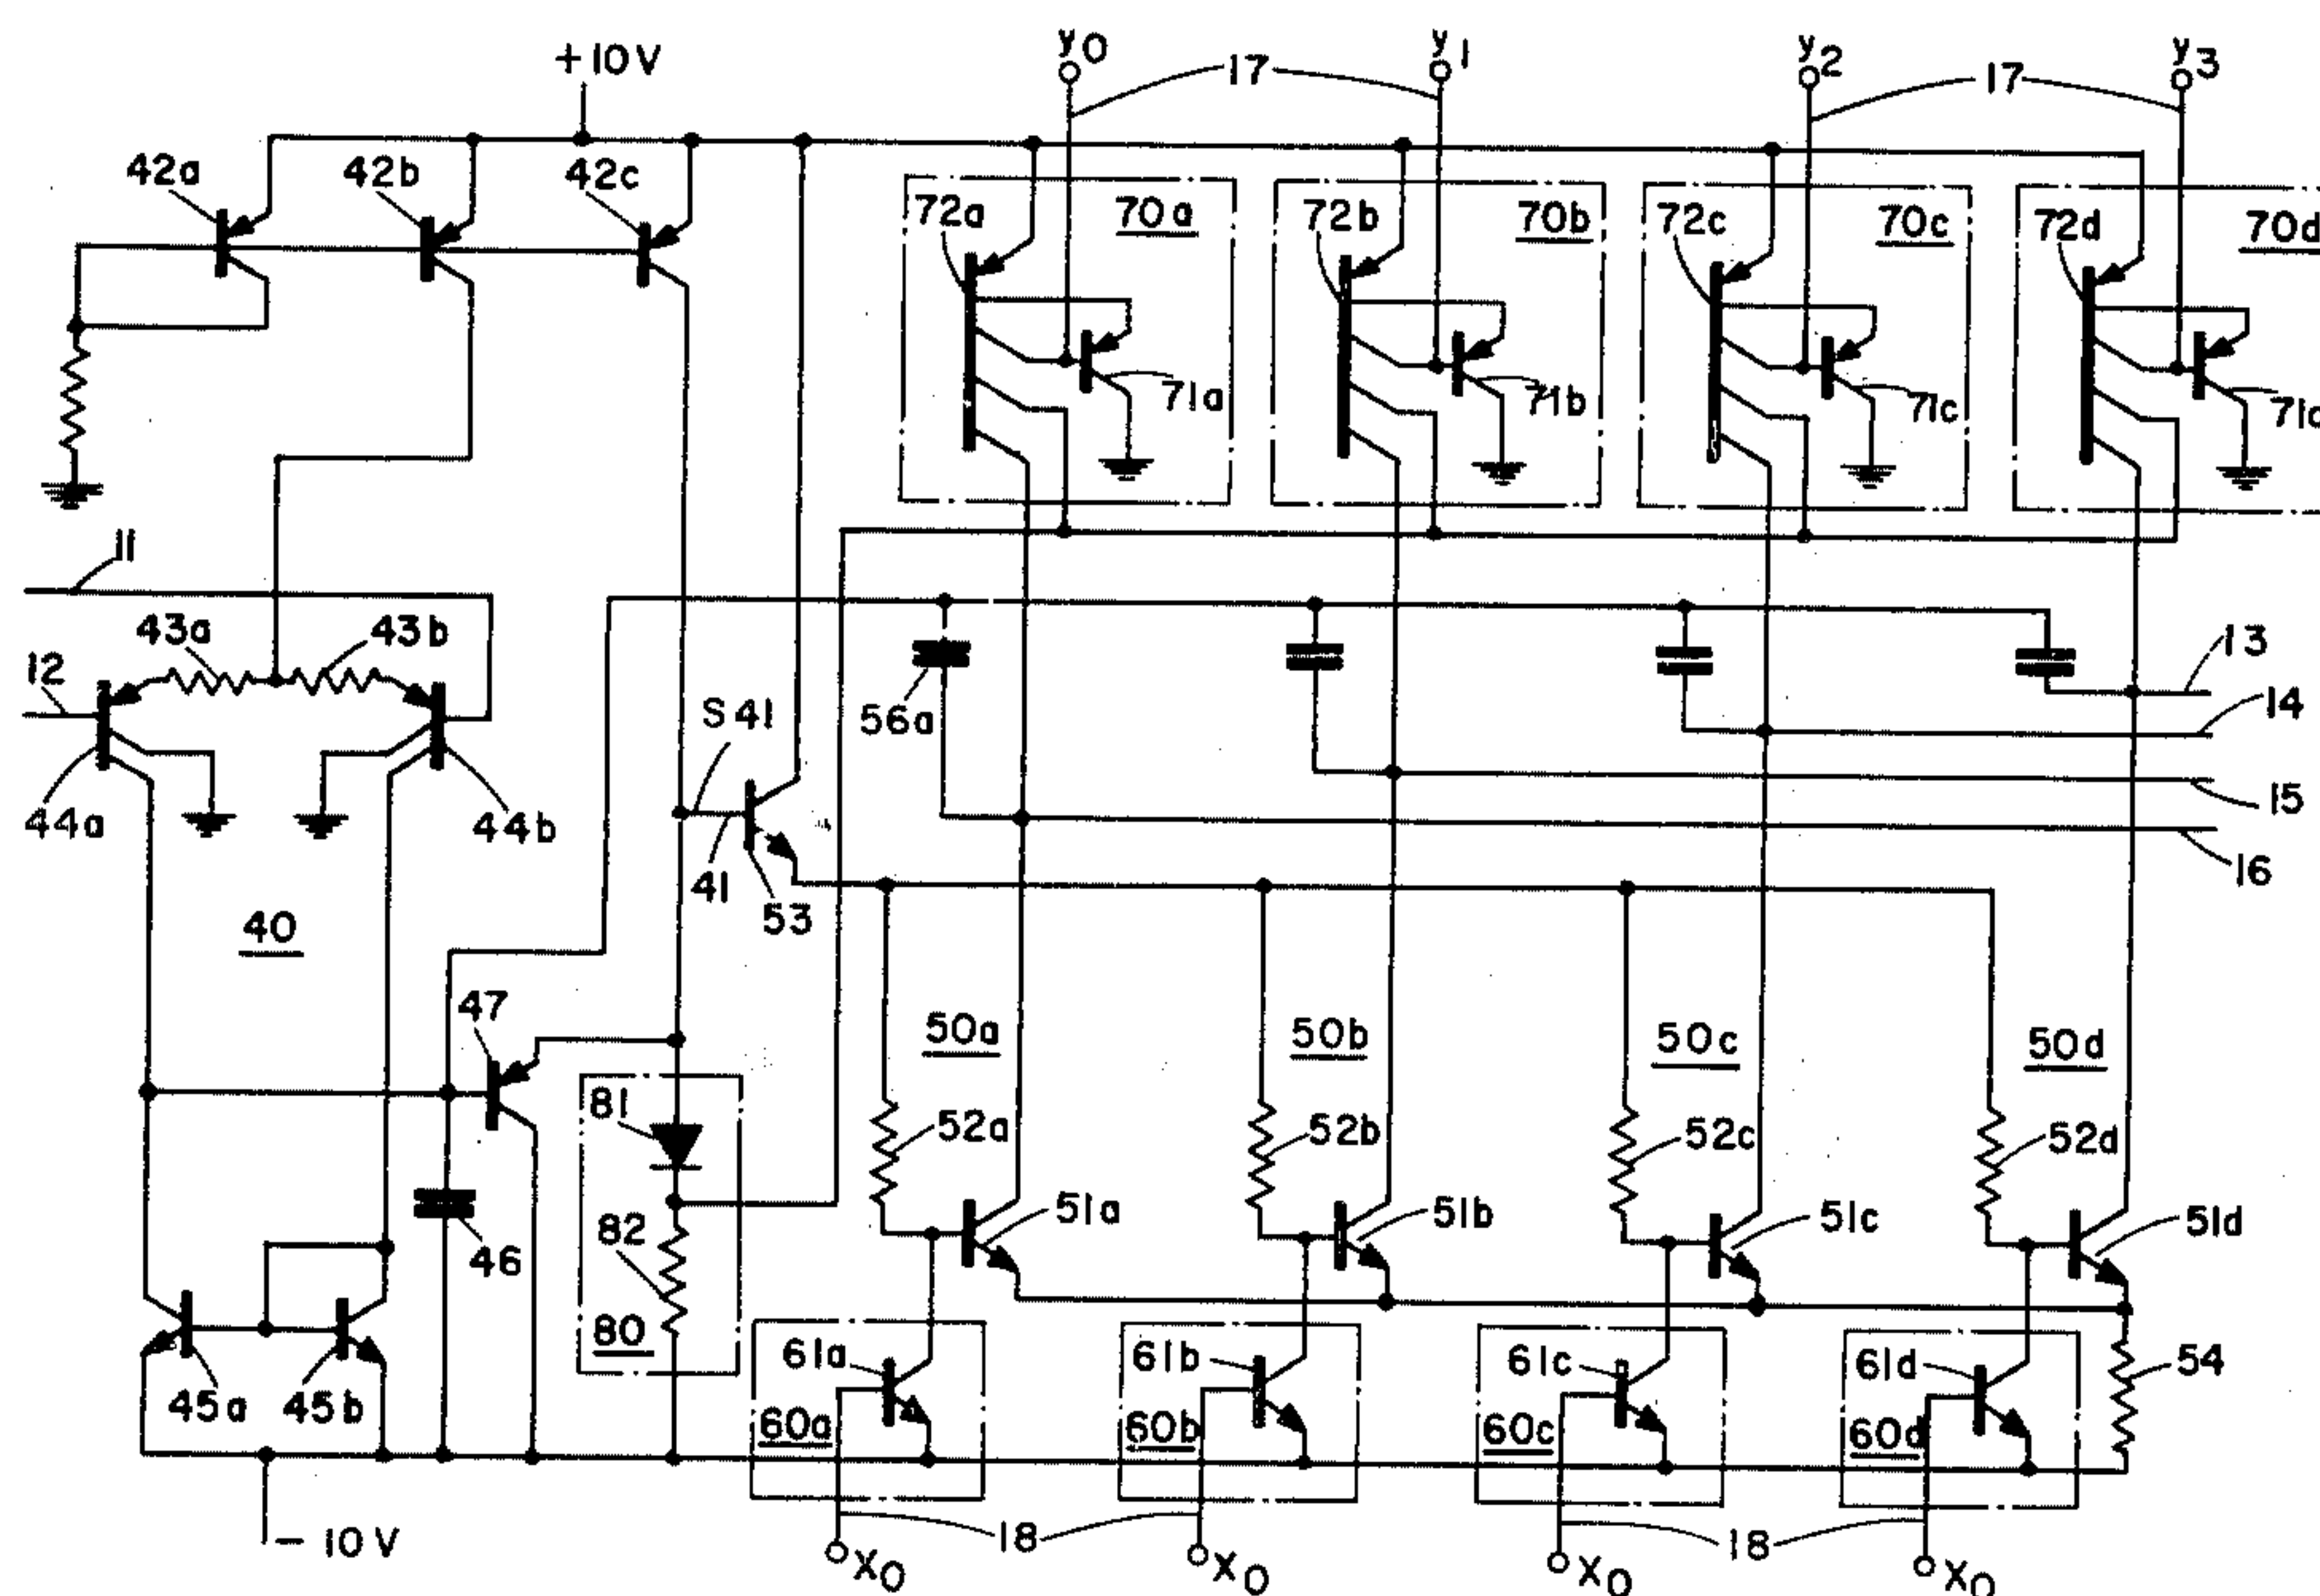 +10V
y0
17
y1
y2
17
y3
42a
42b
42c
72a
70a
72b
70b
72c
70c
72d
70d
71a
71b
71c
11
43a
43b
12
13
14
S 41
56a
15
44a
44b
41
53
16
40
47
50a
50b
50c
50d
81
52a
52b
52c
52d
82
46
51a
51b
51c
51d
80
61a
61b
61c
61d
54
45a
45b
60a
60b
60c
60d
- 10V
18
18
X0
X0
X0
X0